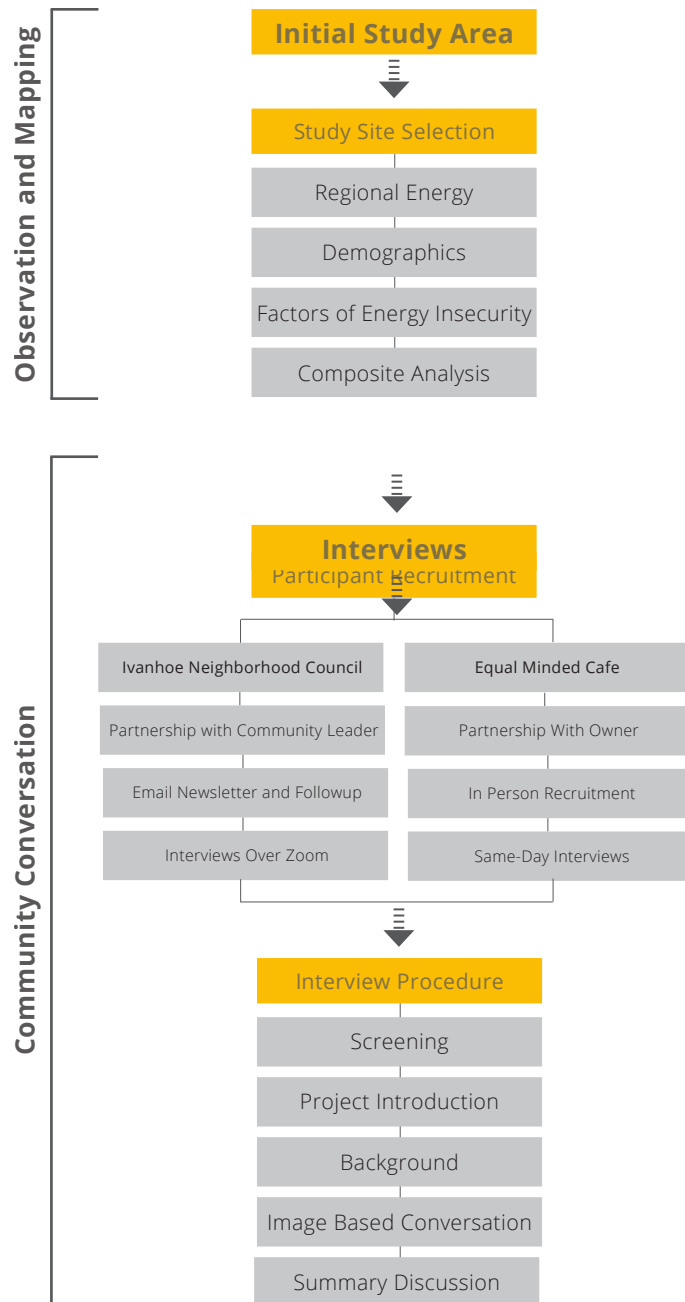 Observation and Mapping
Initial Study Area
Study Site Selection
Regional Energy
Demographics
Factors of Energy Insecurity
Composite Analysis
Community Conversation
Interviews
Participant Recruitment
Ivanhoe Neighborhood Council
Partnership with Community Leader
Email Newsletter and Followup
Interviews Over Zoom
Equal Minded Cafe
Partnership With Owner
In Person Recruitment
Same-Day Interviews
Interview Procedure
Screening
Project Introduction
Background
Image Based Conversation
Summary Discussion